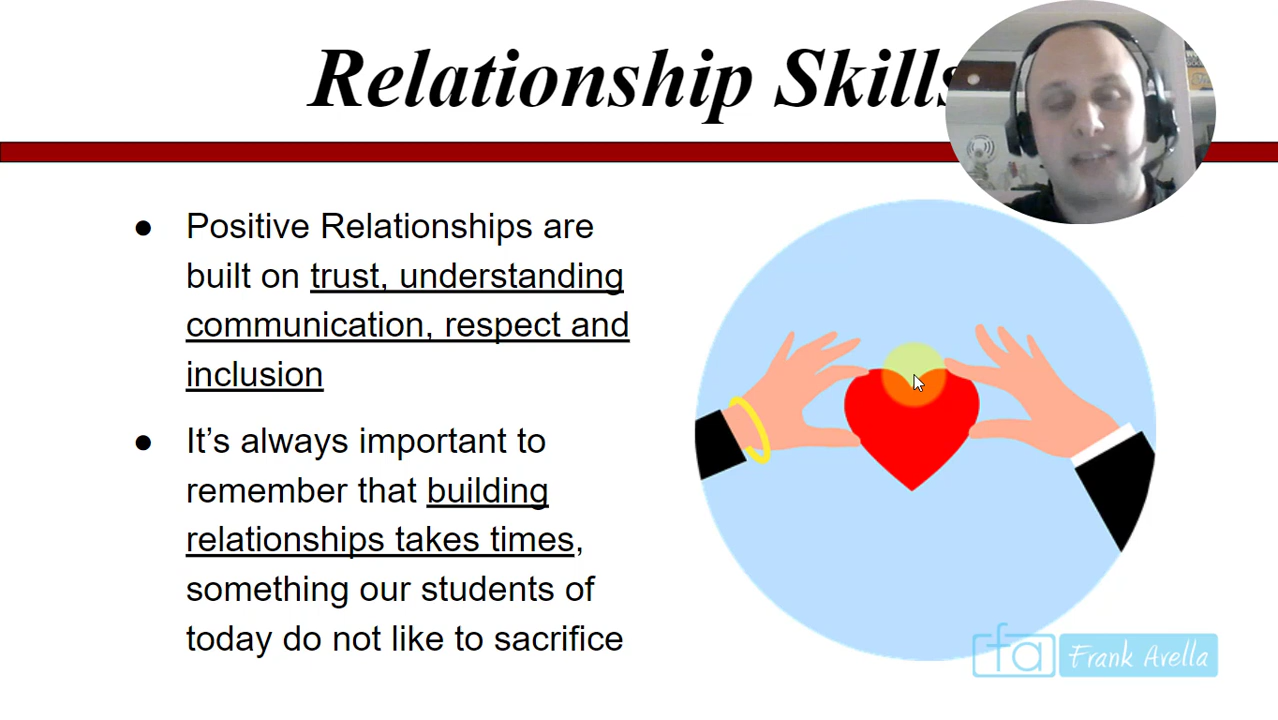 Relationship Skills
● Positive Relationships are
built on trust, understanding
communication, respect and
inclusion
● It’s always important to
remember that building
relationships takes times,
something our students of
today do not like to sacrifice
fa Frank Avella